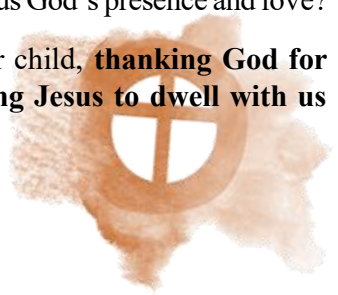 us God's presence and love?
child, thanking God for
ng Jesus to dwell with us